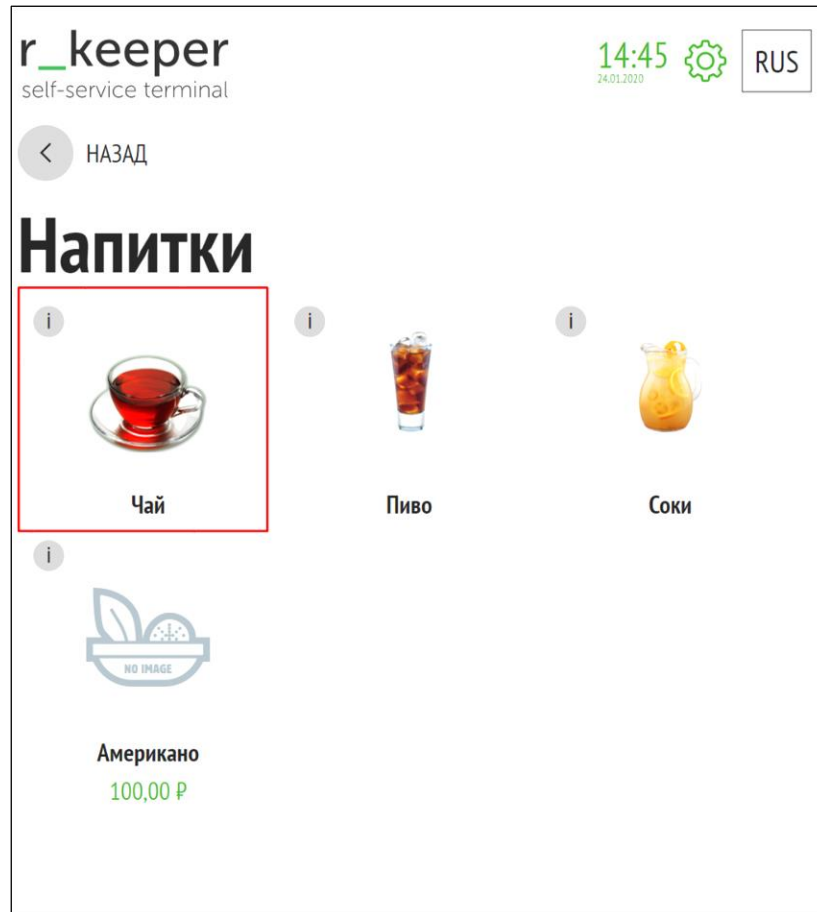 r_keeper
self-service terminal
14:45
24.01.2020
RUS
< НАЗАД
Напитки
i
i
i
Чай
Пиво
Соки
i
NO IMAGE
Американо
100,00 ₽